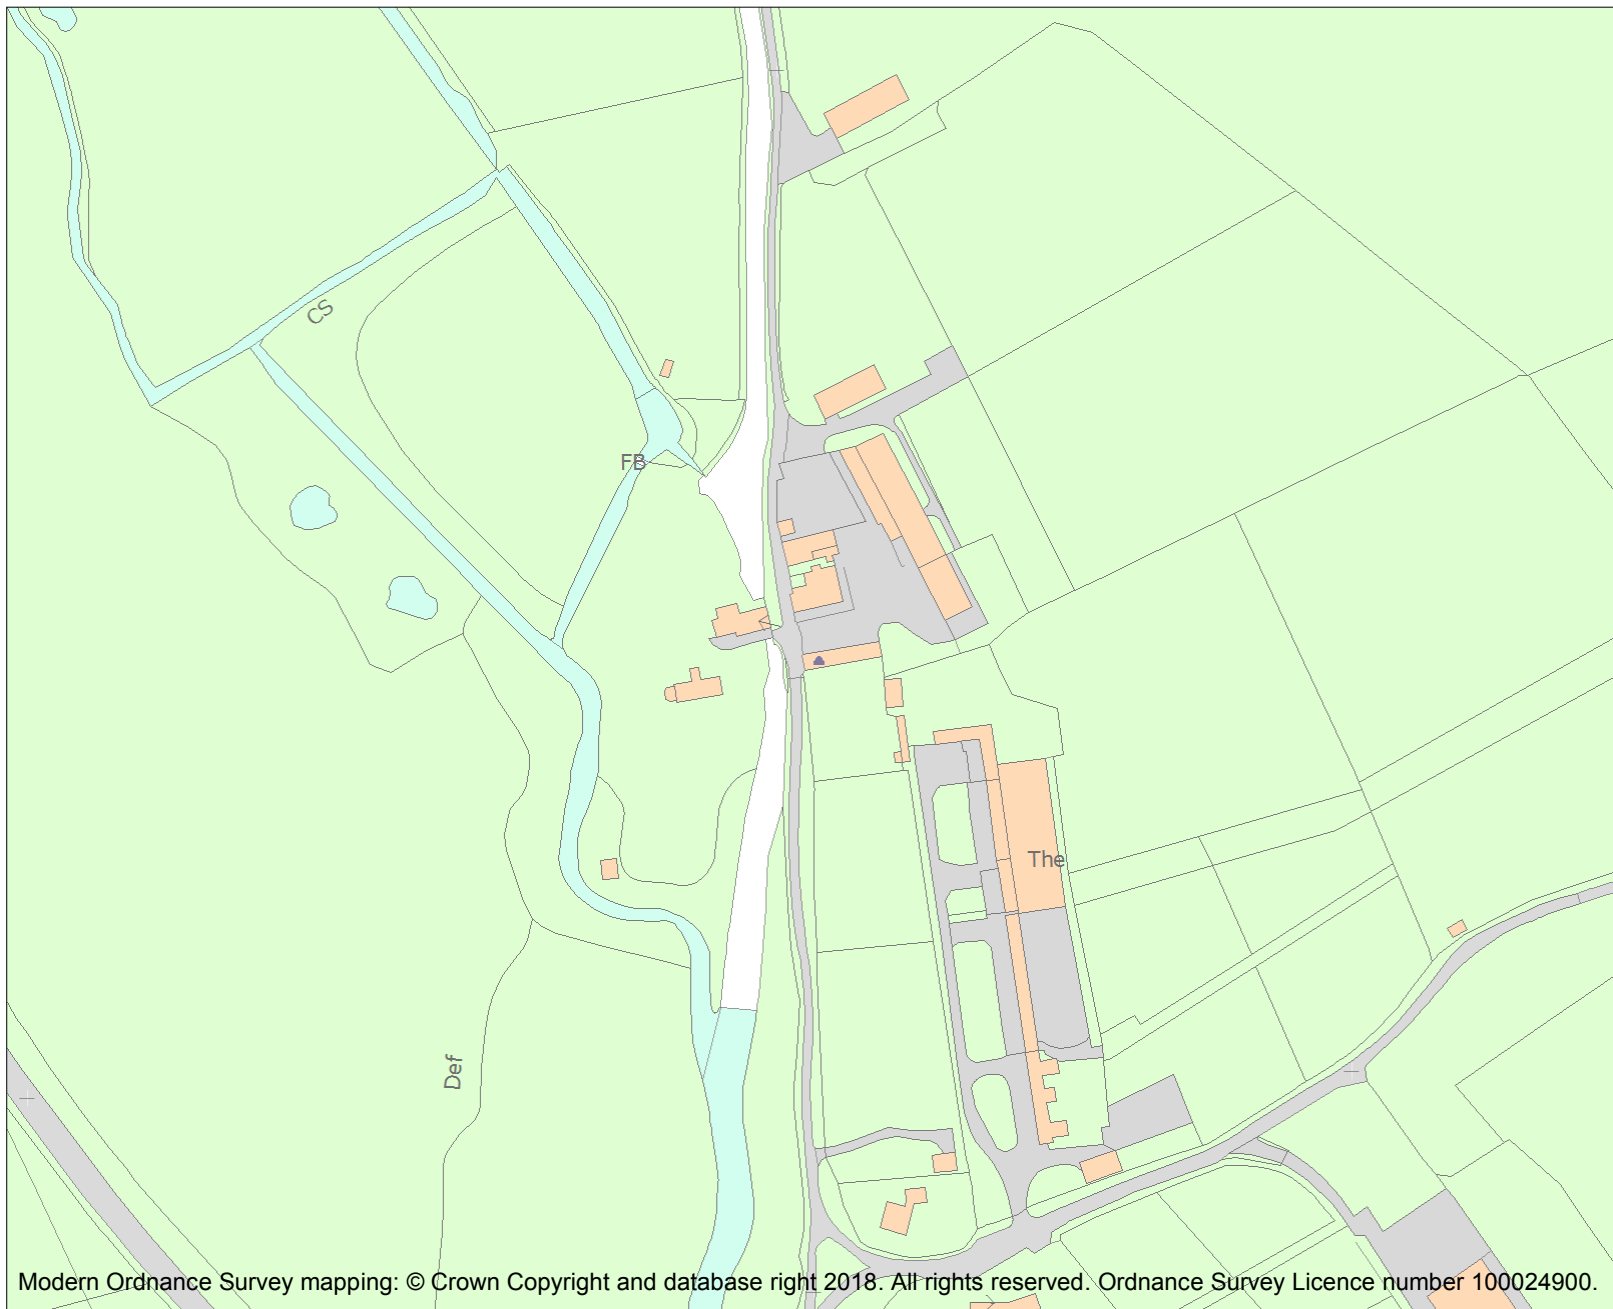 CS
FB
The
Def
Modern Ordnance Survey mapping: © Crown Copyright and database right 2018. All rights reserved. Ordnance Survey Licence number 100024900.